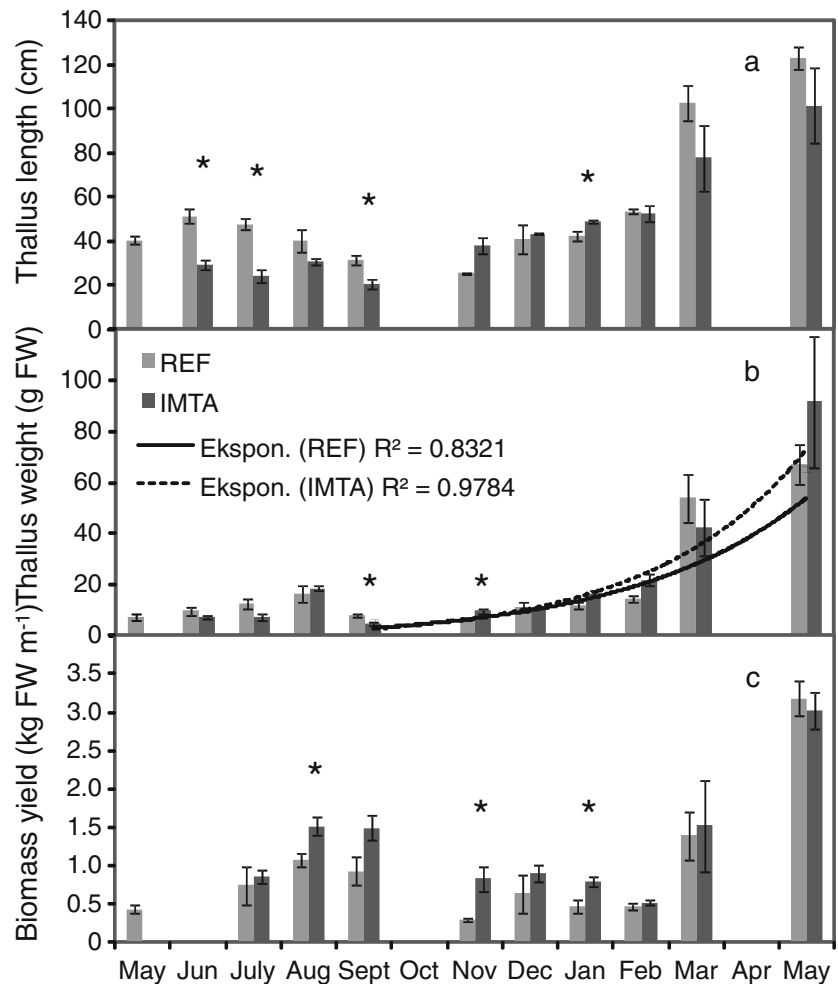 140
120
100
80
60
40
20
0
Thallus length (cm)
a
* * * *
100
80
60
40
20
0
Thallus weight (g FW)
b
REF
IMTA
Ekspon. (REF) R² = 0.8321
Ekspon. (IMTA) R² = 0.9784
* *
3.5
3.0
2.5
2.0
1.5
1.0
0.5
0
Biomass yield (kg FW m⁻¹)
c
* * *
May Jun July Aug Sept Oct Nov Dec Jan Feb Mar Apr May